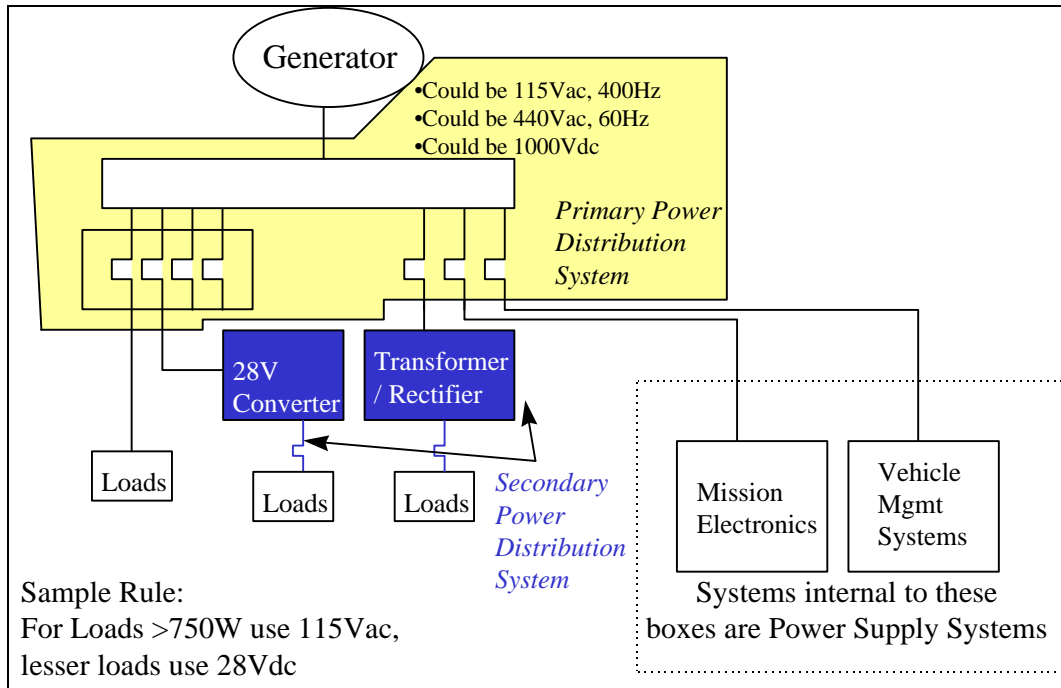 Generator
•Could be 115Vac, 400Hz
•Could be 440Vac, 60Hz
•Could be 1000Vdc
Primary Power
Distribution
System
28V
Converter
Transformer
/ Rectifier
Loads
Loads
Loads
Secondary
Power
Distribution
System
Mission
Electronics
Vehicle
Mgmt
Systems
Systems internal to these
boxes are Power Supply Systems
Sample Rule:
For Loads >750W use 115Vac,
lesser loads use 28Vdc